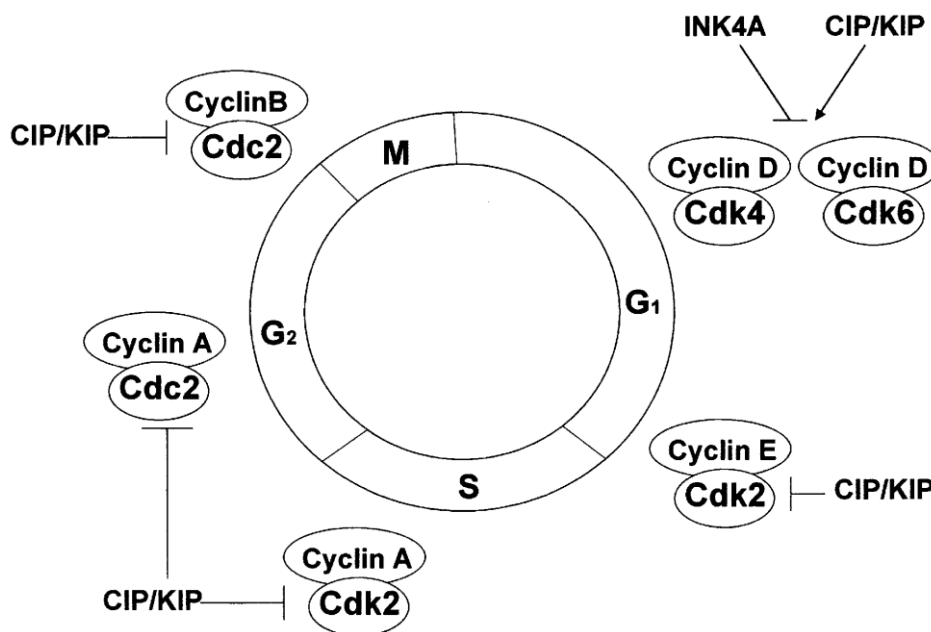 INK4A
CIP/KIP
CyclinB
Cdc2
CIP/KIP
M
Cyclin D
Cdk4
Cyclin D
Cdk6
G₁
G₂
Cyclin A
Cdc2
Cyclin E
Cdk2
CIP/KIP
S
Cyclin A
Cdk2
CIP/KIP